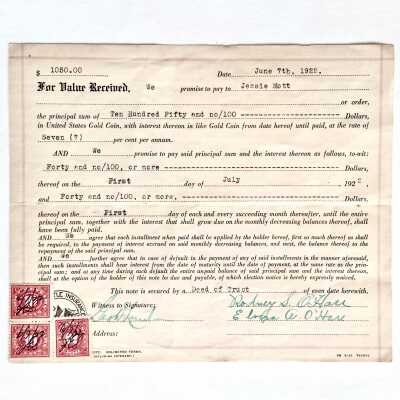 $ 1050.00 Date June 7th, 1922.
For Value Received, We promise to pay to Jessie Mott
or order,
the principal sum of Ten Hundred Fifty and no/100 Dollars,
in United States Gold Coin, with interest thereon in like Gold Coin from date hereof until paid, at the rate of
Seven (7) per cent per annum.
AND We promise to pay said principal sum and the interest thereon as follows, to-wit:
Forty and no/100, or more Dollars,
thereof on the First day of July 1922
and Forty and no/100, or more, Dollars,
thereof on the First day of each and every succeeding month thereafter, until the entire
principal sum, together with the interest that shall grow due on the monthly decreasing balances thereof, shall
have been fully paid.
AND We agree that each installment when paid shall be applied by the holder hereof, first so much as shall
be required, to the payment of interest accrued on said monthly decreasing balances, and next, the balance thereof to the
repayment of the said principal sum.
AND We further agree that in case of default in the payment of any of said installments in the manner aforesaid,
then such installments shall bear interest from the date of maturity until the date of payment, at the same rate as the prin-
cipal sum; and at any time during such default the entire unpaid balance of said principal sum and the interest thereon, shall
at the option of the holder of this note be due and payable, of which election notice is hereby expressly waived.
This note is secured by a Deed of Trust of even date herewith.
Witness to Signature: Rodney S. O'Hare
A. O'Hare
Address: